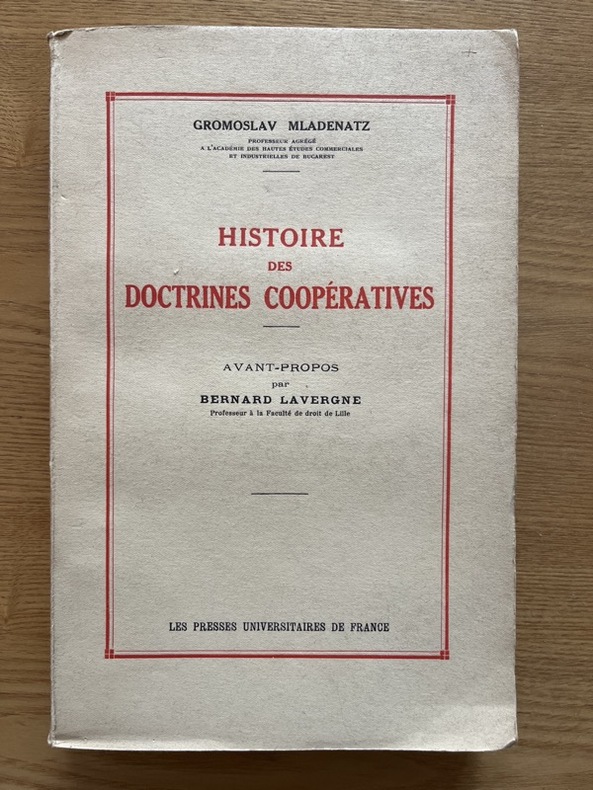 GROMOSLAV MLADENATZ
PROFESSEUR AGRÉGÉ
A L'ACADÉMIE DES HAUTES ÉTUDES COMMERCIALES
ET INDUSTRIELLES DE BUCAREST
HISTOIRE
DES
DOCTRINES COOPÉRATIVES
AVANT-PROPOS
par
BERNARD LAVERGNE
Professeur à la Faculté de droit de Lille
LES PRESSES UNIVERSITAIRES DE FRANCE